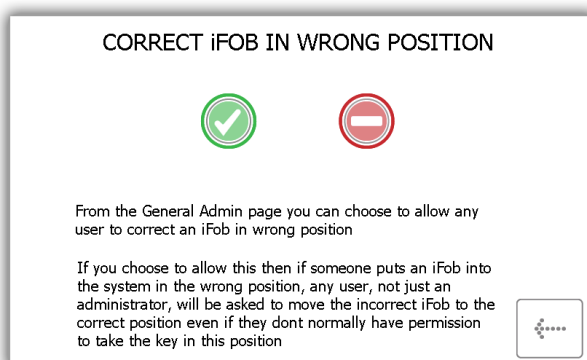 CORRECT iFOB IN WRONG POSITION
From the General Admin page you can choose to allow any
user to correct an iFob in wrong position
If you choose to allow this then if someone puts an iFob into
the system in the wrong position, any user, not just an
administrator, will be asked to move the incorrect iFob to the
correct position even if they dont normally have permission
to take the key in this position